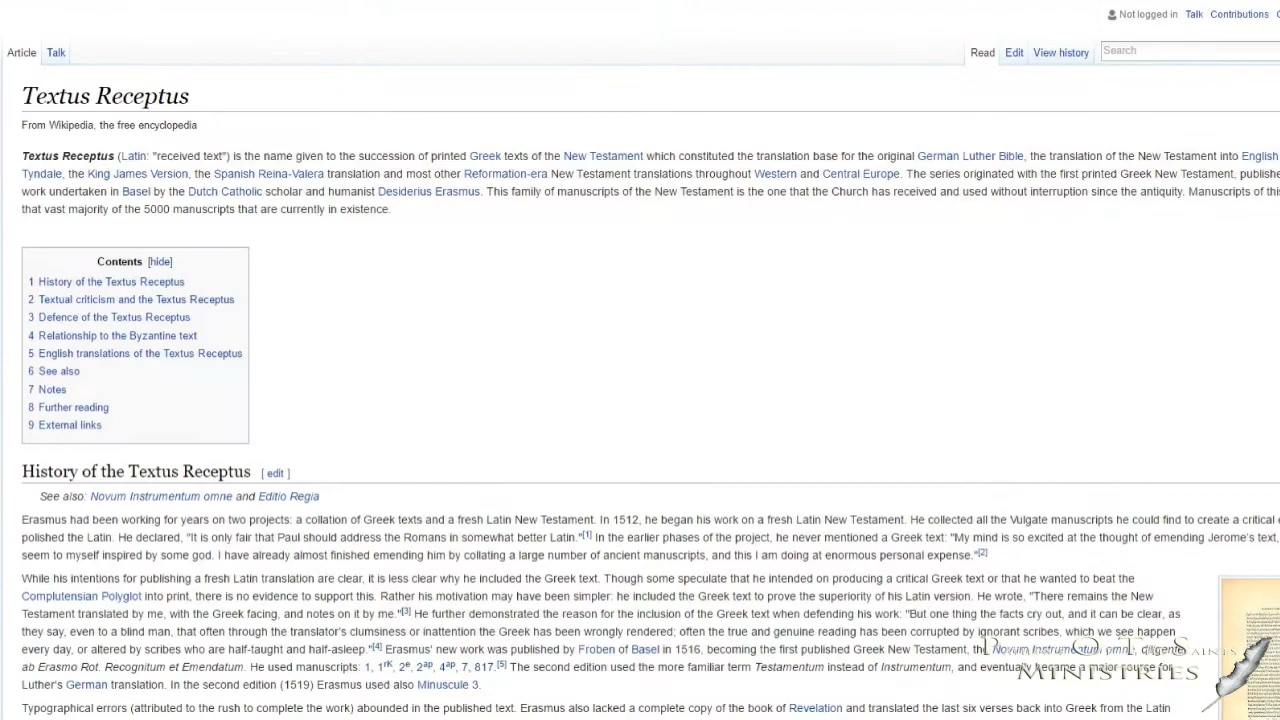 Not logged in Talk Contributions
Article Talk Read Edit View history Search
Textus Receptus
From Wikipedia, the free encyclopedia
Textus Receptus (Latin: "received text") is the name given to the succession of printed Greek texts of the New Testament which constituted the translation base for the original German Luther Bible, the translation of the New Testament into English
Tyndale, the King James Version, the Spanish Reina-Valera translation and most other Reformation-era New Testament translations throughout Western and Central Europe. The series originated with the first printed Greek New Testament,
work undertaken in Basel by the Dutch Catholic scholar and humanist Desiderius Erasmus. This family of manuscripts of the New Testament is the one that the Church has received and used without interruption since the antiquity. Manuscripts of
that vast majority of the 5000 manuscripts that are currently in existence.
Contents [hide]
1 History of the Textus Receptus
2 Textual criticism and the Textus Receptus
3 Defence of the Textus Receptus
4 Relationship to the Byzantine text
5 English translations of the Textus Receptus
6 See also
7 Notes
8 Further reading
9 External links
History of the Textus Receptus [ edit ]
See also: Novum Instrumentum omne and Editio Regia
Erasmus had been working for years on two projects: a collation of Greek texts and a fresh Latin New Testament. In 1512, he began his work on a fresh Latin New Testament. He collected all the Vulgate manuscripts he could find to create a critical
polished the Latin. He declared, "It is only fair that Paul should address the Romans in somewhat better Latin."[1] In the earlier phases of the project, he never mentioned a Greek text: "My mind is so excited at the thought of emending Jerome's text,
seem to myself inspired by some god. I have already almost finished emending him by collating a large number of ancient manuscripts, and this I am doing at enormous personal expense."[2]
While his intentions for publishing a fresh Latin translation are clear, it is less clear why he included the Greek text. Though some speculate that he intended on producing a critical Greek text or that he wanted to beat the
Complutensian Polyglot into print, there is no evidence to support this. Rather his motivation may have been simpler: he included the Greek text to prove the superiority of his Latin version. He wrote, "There remains the New
Testament translated by me, with the Greek facing, and notes on it by me."[3] He further demonstrated the reason for the inclusion of the Greek text when defending his work: "But one thing the facts cry out, and it can be clear, as
they say, even to a blind man, that often through the translator's clumsiness or inattention the Greek has been wrongly rendered; often the true and genuine reading has been corrupted by ignorant scribes, which we see happen
every day, or altered by scribes who are half-taught and half-asleep."[4] Erasmus' new work was published by Froben of Basel in 1516, becoming the first published Greek New Testament, the Novum Instrumentum omne, diligenter
ab Erasmo Rot. Recognitum et Emendatum. He used manuscripts: 1, 1rK, 2e, 2ap, 4ap, 7, 817.[5] The second edition used the more familiar term Testamentum instead of Instrumentum, and eventually became a major source for
Luther's German translation. In the second edition (1519) Erasmus used also Minuscule 3.
Typographical errors (attributed to the rush to complete the work) abounded in the published text. Erasmus also lacked a complete copy of the book of Revelation and translated the last six verses back into Greek from the Latin
Saints
Ministries